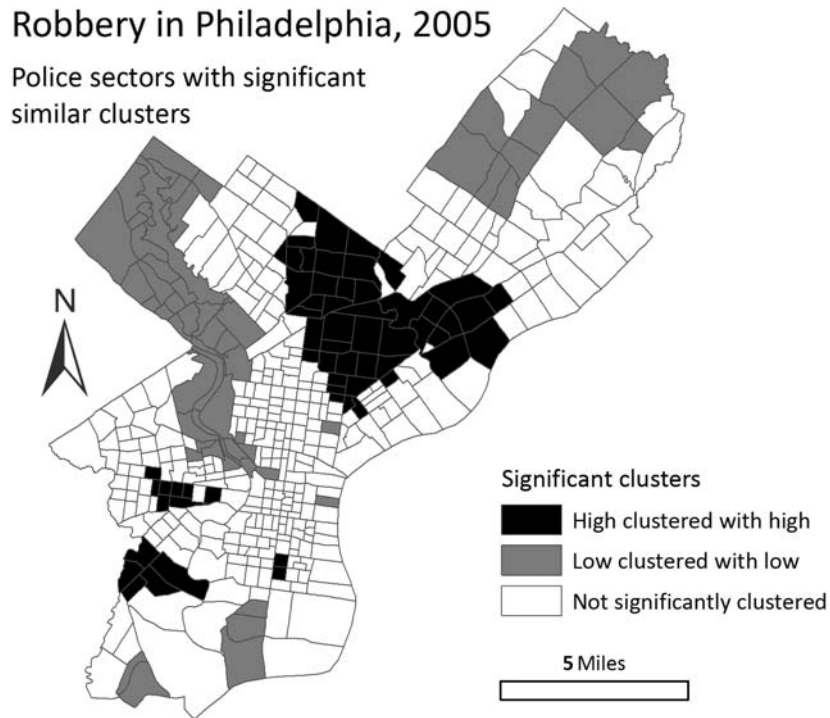 Robbery in Philadelphia, 2005
Police sectors with significant
similar clusters
N
Significant clusters
High clustered with high
Low clustered with low
Not significantly clustered
5 Miles